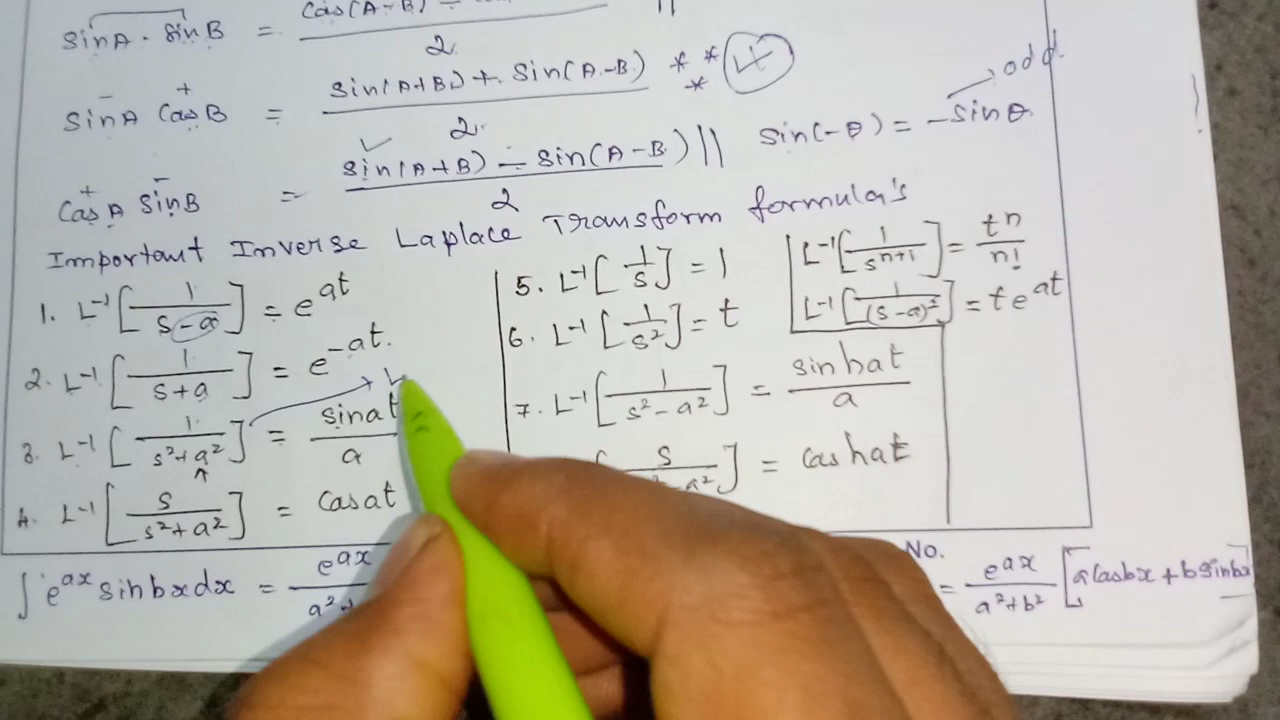 SinA · SinB = Cos(A-B) - / 2
SinA CosB = Sin(A+B) + Sin(A-B) / 2 * * * +
CosA SinB = Sin(A+B) - Sin(A-B) / 2 || Sin(-θ) = -Sinθ odd
Important Inverse Laplace Transform formula's
1. L⁻¹[1/(s-a)] = e^at
2. L⁻¹[1/(s+a)] = e^-at
3. L⁻¹[1/(s²+a²)] = sinat/a
4. L⁻¹[s/(s²+a²)] = Cosat
5. L⁻¹[1/s] = 1
6. L⁻¹[1/s²] = t
7. L⁻¹[1/(s²-a²)] = sinhat/a
[s/ -a²] = Coshat
L⁻¹[1/s^(n+1)] = t^n/n!
L⁻¹[1/(s-a)²] = te^at
∫e^ax sinbxdx = e^ax/a²+
No.
= e^ax/(a²+b²) [aCosbx + bSinbx]